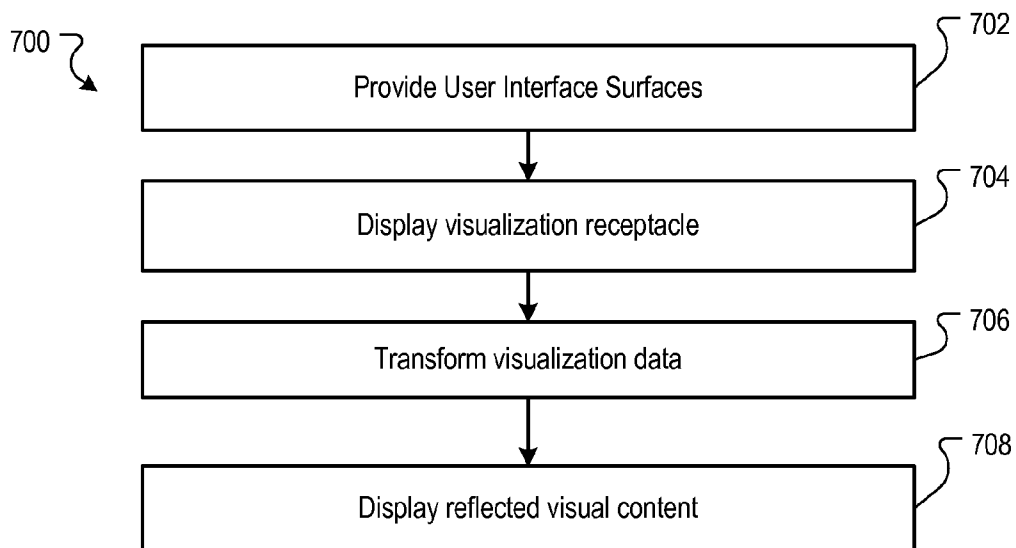 700
702
Provide User Interface Surfaces
704
Display visualization receptacle
706
Transform visualization data
708
Display reflected visual content